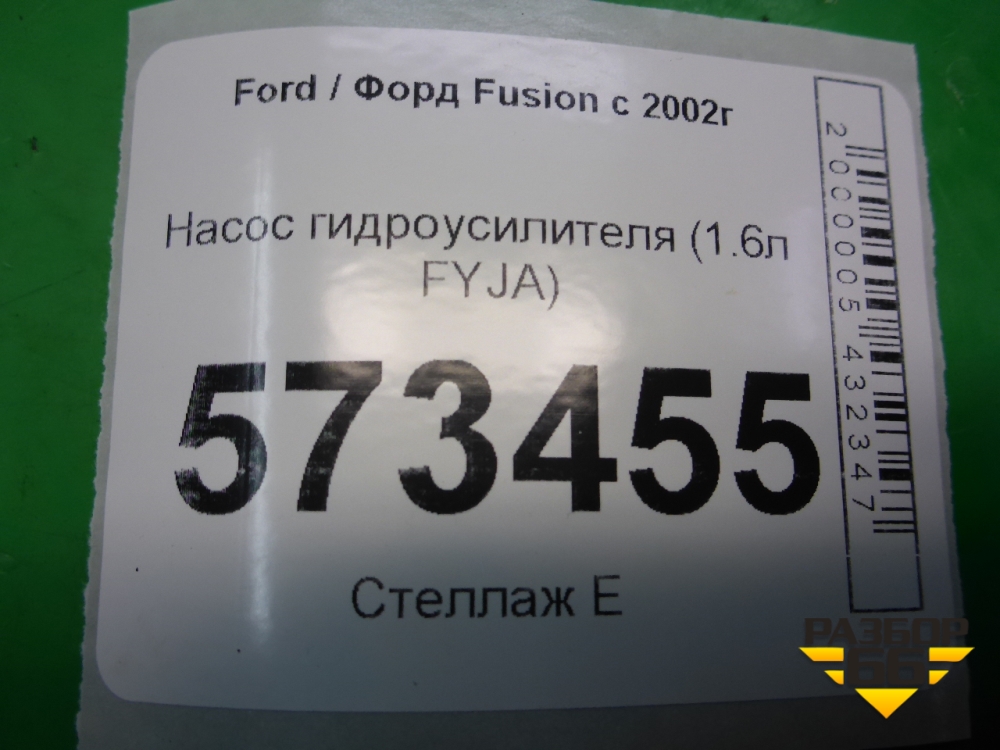 Ford / Форд Fusion с 2002г
Насос гидроусилителя (1.6л
FYJA)
573455
Стеллаж Е
2000005432347
РАЗБОР
66